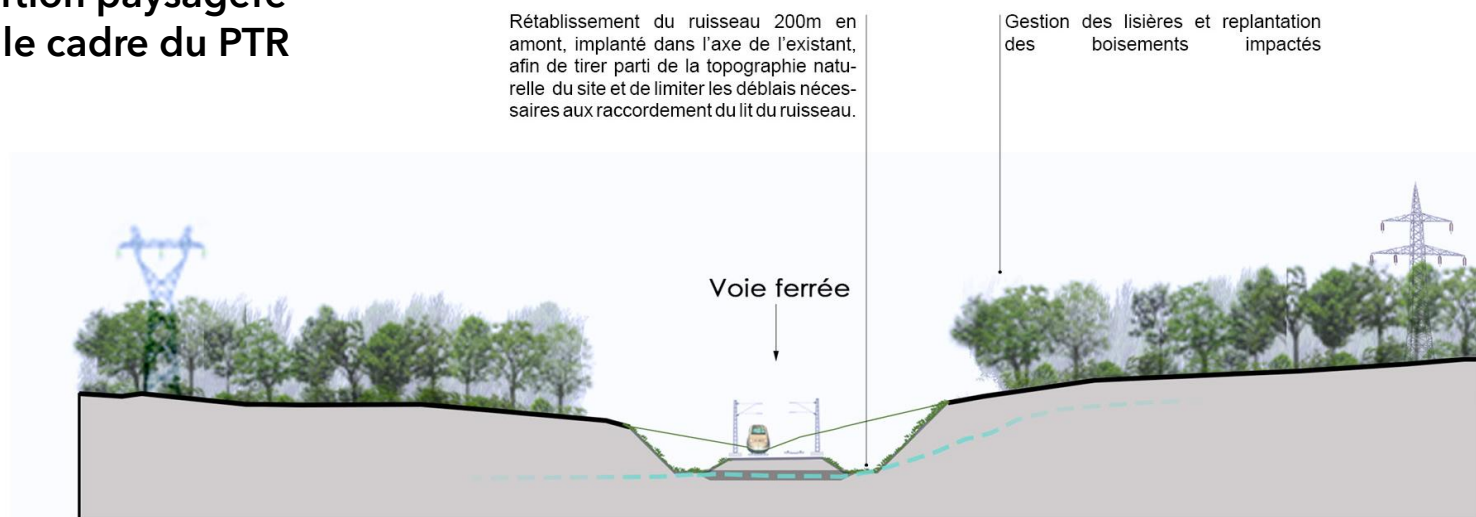 ition paysagère
le cadre du PTR
Rétablissement du ruisseau 200m en
amont, implanté dans l’axe de l’existant,
afin de tirer parti de la topographie natu-
relle du site et de limiter les déblais néces-
saires aux raccordement du lit du ruisseau.
Gestion des lisières et replantation
des boisements impactés
Voie ferrée